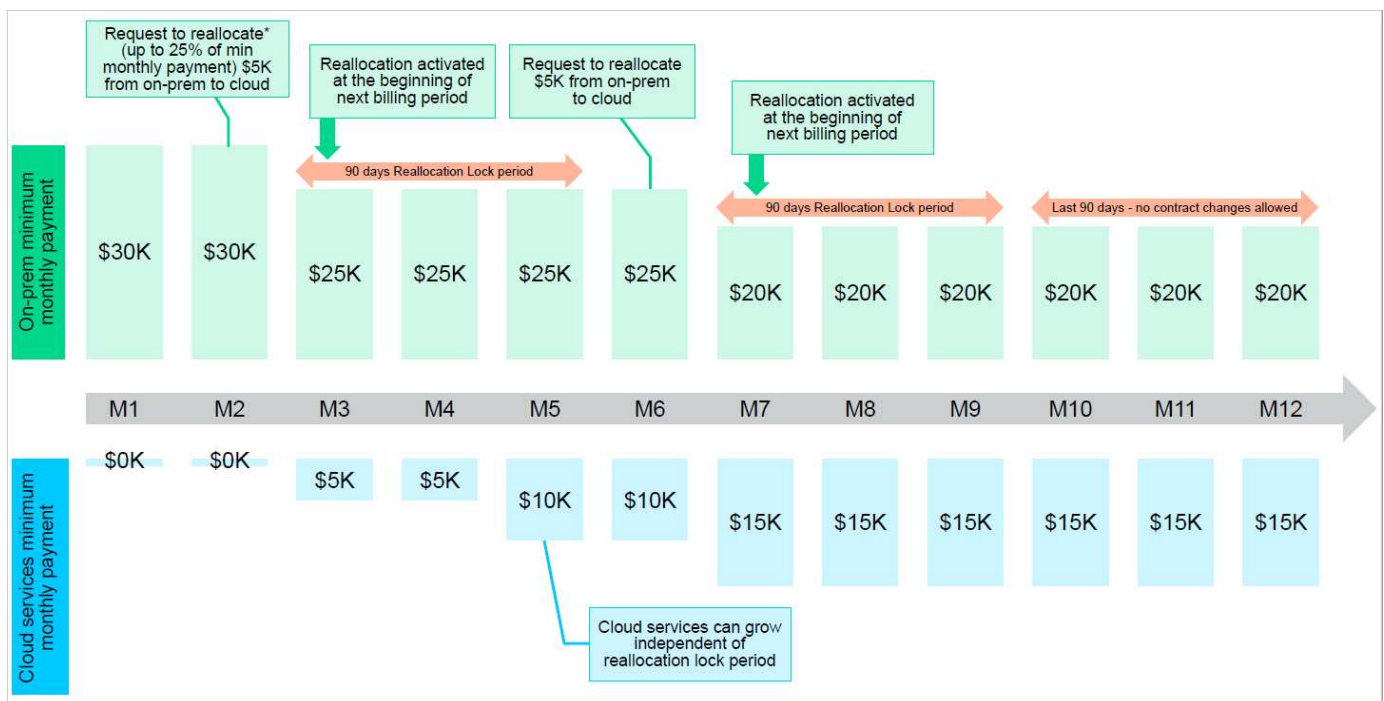 Request to reallocate*
(up to 25% of min
monthly payment) $5K
from on-prem to cloud
Reallocation activated
at the beginning of
next billing period
Request to reallocate
$5K from on-prem
to cloud
Reallocation activated
at the beginning of
next billing period
On-prem minimum
monthly payment
90 days Reallocation Lock period
90 days Reallocation Lock period
Last 90 days - no contract changes allowed
$30K
$30K
$25K
$25K
$25K
$25K
$20K
$20K
$20K
$20K
$20K
$20K
M1
M2
M3
M4
M5
M6
M7
M8
M9
M10
M11
M12
Cloud services minimum
monthly payment
$0K
$0K
$5K
$5K
$10K
$10K
$15K
$15K
$15K
$15K
$15K
$15K
Cloud services can grow
independent of
reallocation lock period